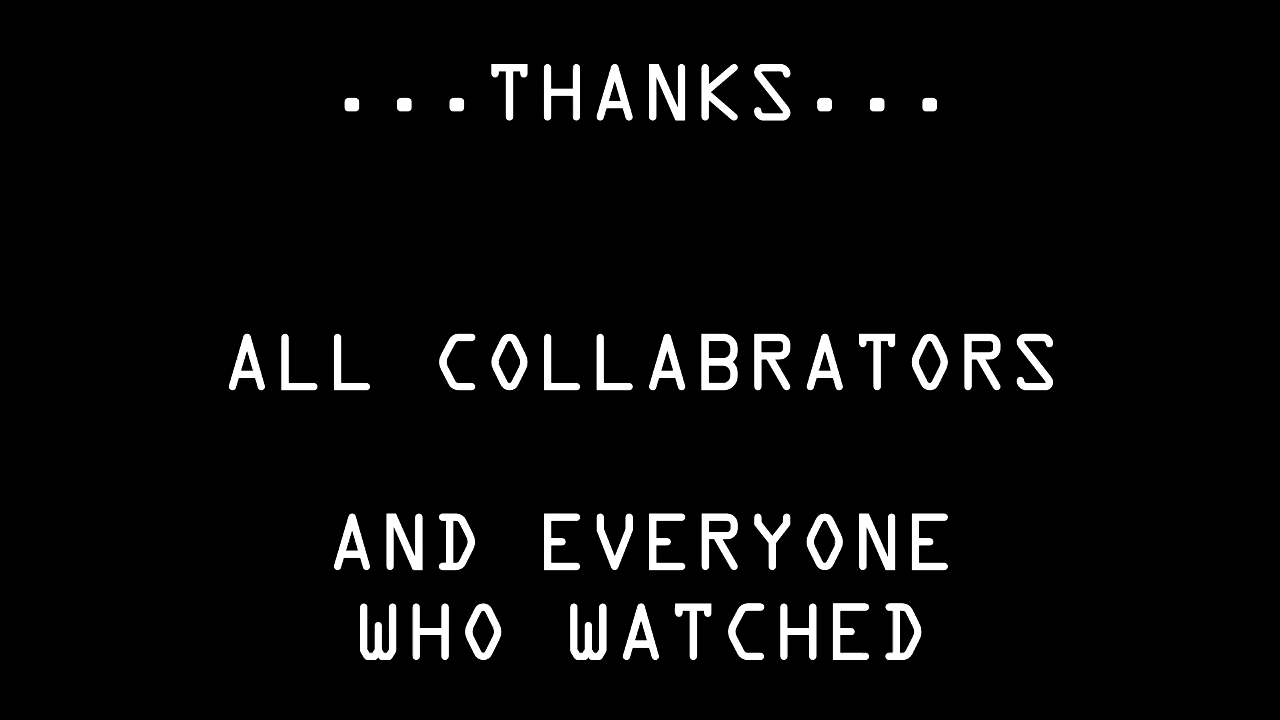 ...THANKS...
ALL COLLABRATORS
AND EVERYONE
WHO WATCHED